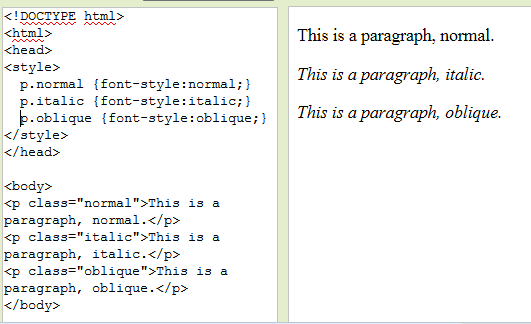 <!DOCTYPE html>
<html>
<head>
<style>
  p.normal {font-style:normal;}
  p.italic {font-style:italic;}
  p.oblique {font-style:oblique;}
</style>
</head>

<body>
<p class="normal">This is a
paragraph, normal.</p>
<p class="italic">This is a
paragraph, italic.</p>
<p class="oblique">This is a
paragraph, oblique.</p>
</body>
This is a paragraph, normal.
This is a paragraph, italic.
This is a paragraph, oblique.